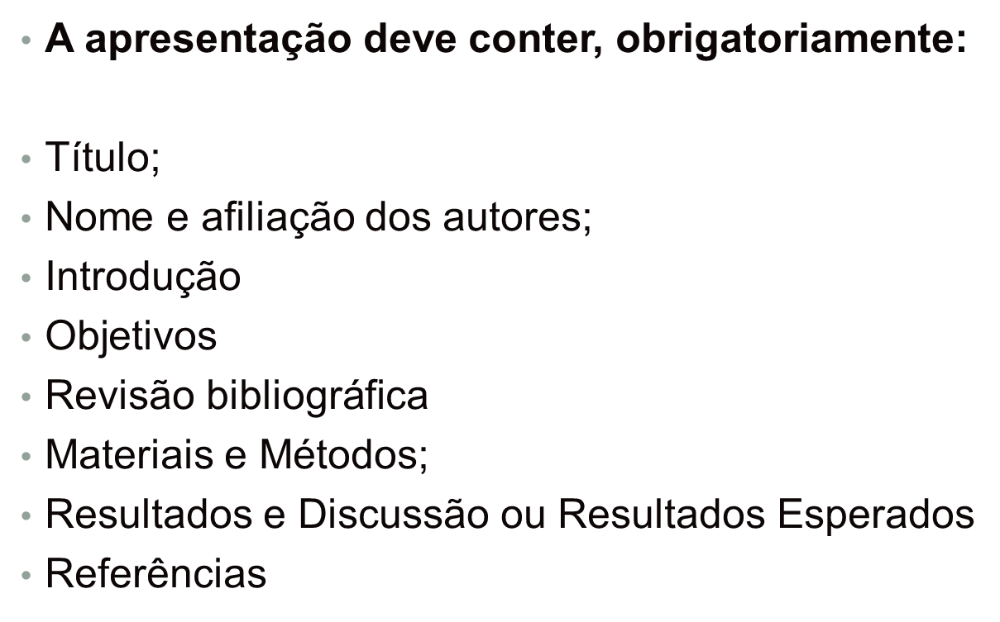 • A apresentação deve conter, obrigatoriamente:
• Título;
• Nome e afiliação dos autores;
• Introdução
• Objetivos
• Revisão bibliográfica
• Materiais e Métodos;
• Resultados e Discussão ou Resultados Esperados
• Referências